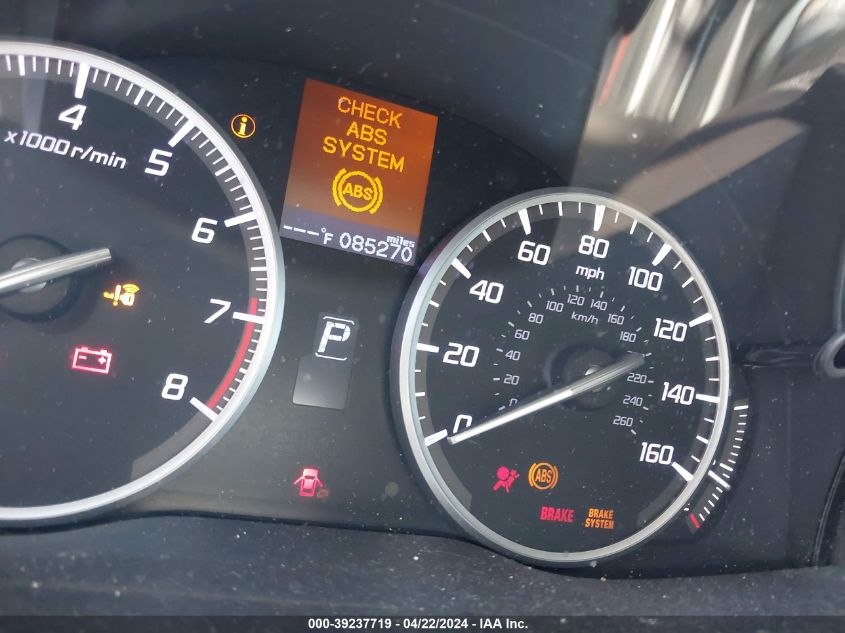 4
x1000r/min
5
6
7
8
i
CHECK
ABS
SYSTEM
ABS
---°F
miles
085270
P
0
20
40
60
80
100
120
140
160
mph
0
20
40
60
80
100
120
140
160
180
220
240
260
km/h
ABS
BRAKE
BRAKE
SYSTEM
000-39237719 - 04/22/2024 - IAA Inc.